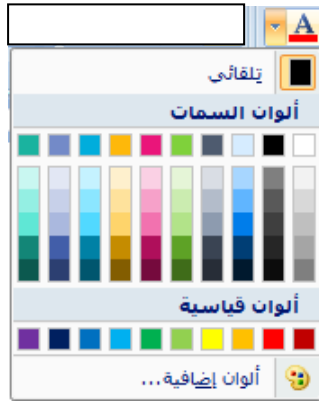 A
تلقائي
ألوان السمات
ألوان قياسية
ألوان إضافية...